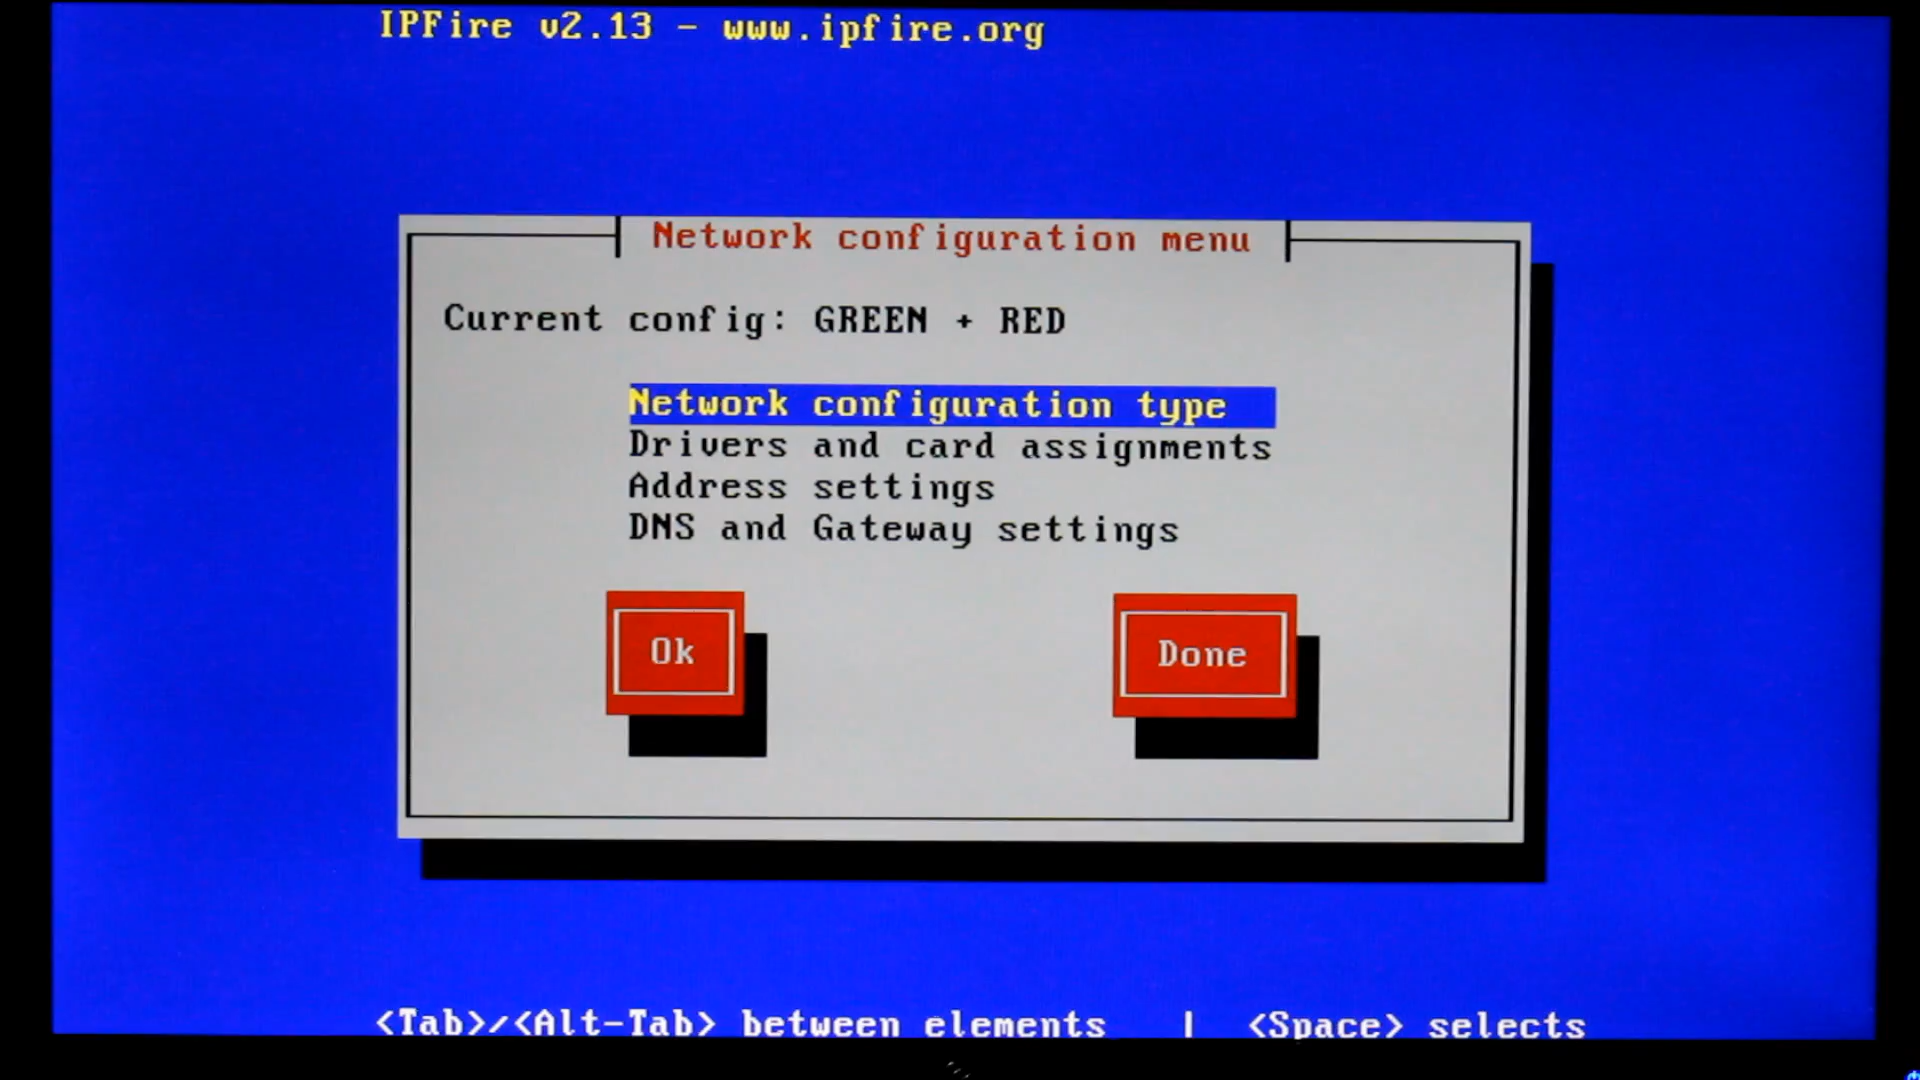 IPFire v2.13 - www.ipfire.org
Network configuration menu
Current config: GREEN + RED
Network configuration type
Drivers and card assignments
Address settings
DNS and Gateway settings
Ok
Done
<Tab>/<Alt-Tab> between elements | <Space> selects